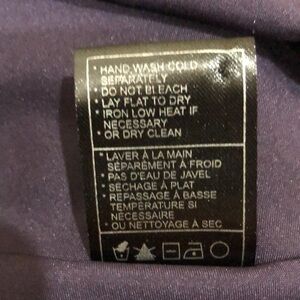 • HAND WASH COLD
SEPARATELY
• DO NOT BLEACH
• LAY FLAT TO DRY
• IRON LOW HEAT IF
NECESSARY
• OR DRY CLEAN
• LAVER À LA MAIN
SÉPARÉMENT À FROID
• PAS D'EAU DE JAVEL
• SÉCHAGE À PLAT
• REPASSAGE À BASSE
TEMPÉRATURE SI
NÉCESSAIRE
• OU NETTOYAGE À SEC